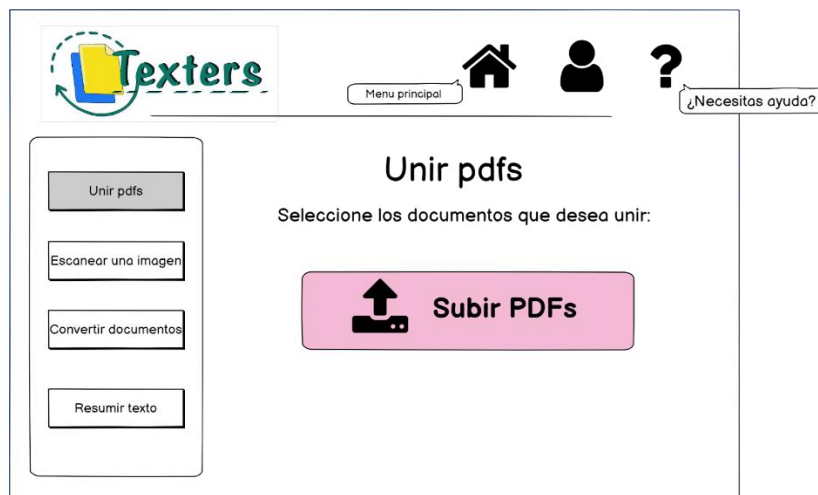 Texters
Menu principal
¿Necesitas ayuda?
Unir pdfs
Escanear una imagen
Convertir documentos
Resumir texto
Unir pdfs
Seleccione los documentos que desea unir:
Subir PDFs